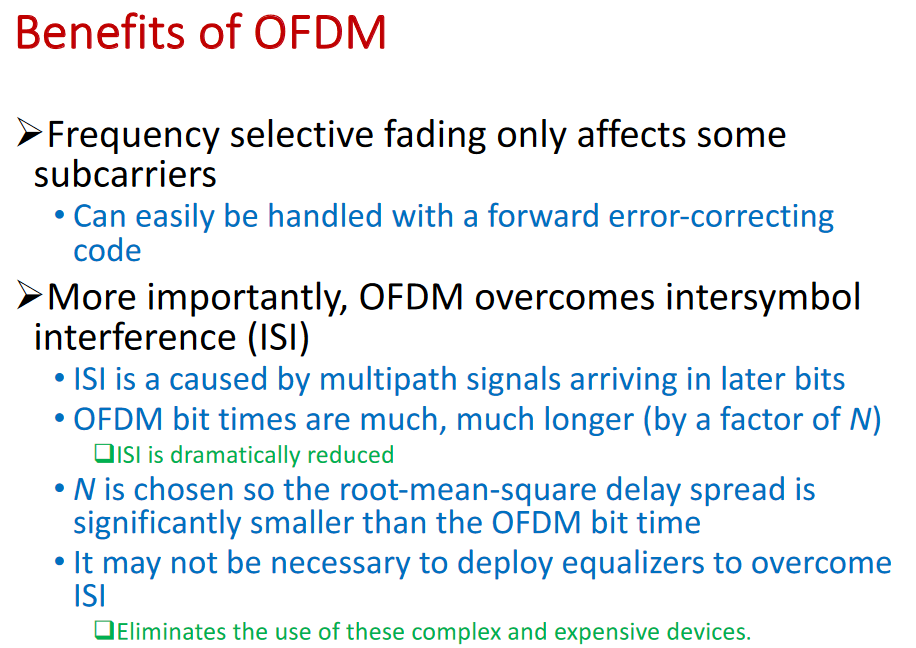 Benefits of OFDM
➢Frequency selective fading only affects some
subcarriers
• Can easily be handled with a forward error-correcting
code
➢More importantly, OFDM overcomes intersymbol
interference (ISI)
• ISI is a caused by multipath signals arriving in later bits
• OFDM bit times are much, much longer (by a factor of N)
❑ISI is dramatically reduced
• N is chosen so the root-mean-square delay spread is
significantly smaller than the OFDM bit time
• It may not be necessary to deploy equalizers to overcome
ISI
❑Eliminates the use of these complex and expensive devices.